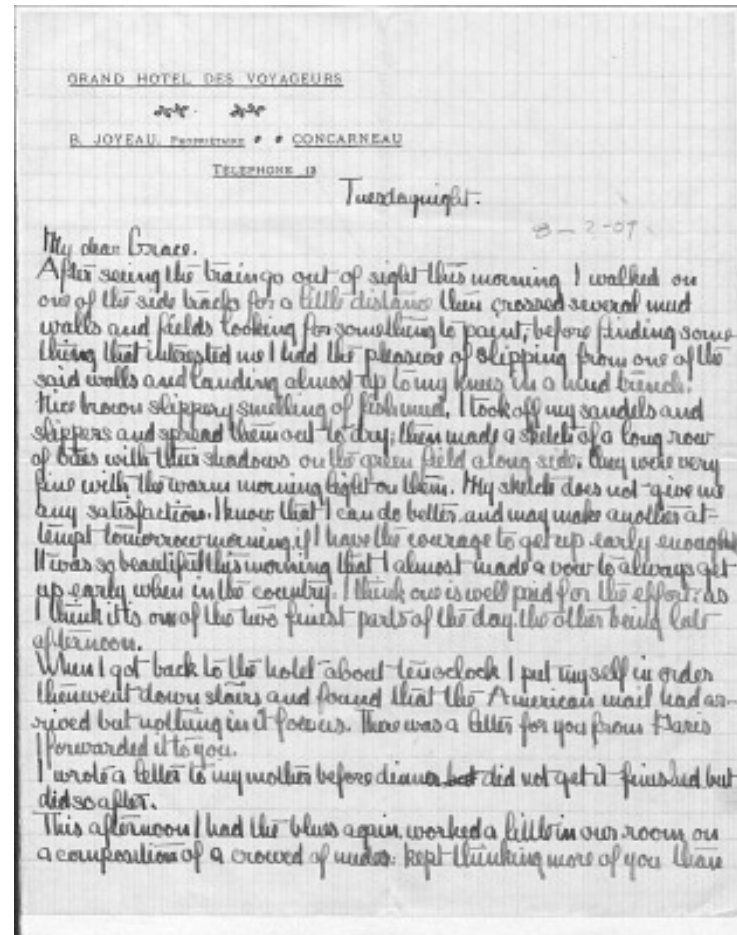 GRAND HOTEL DES VOYAGEURS
B. JOYEAU, PROPRIÉTAIRE * * CONCARNEAU
TÉLÉPHONE 13
Tuesday night.
8-2-09.
My dear Grace.
After seeing the train go out of sight this morning I walked on
one of the side tracks for a little distance then crossed several mud
walls and fields looking for something to paint, before finding some
thing that interested me I had the pleasure of slipping from one of the
said walls and landing almost up to my knees in a mud trench.
Nice brown slippery smelling of fish mud, I took off my sandels and
slippers and spread them out to dry; then made a sketch of a long row
of with their shadows on the green field along side. they were very
fine with the warm morning light on them. My sketch does not give me
any satisfaction. I know that I can do better and may make another at-
tempt tomorrow morning if I have the courage to get up early enough
It was so beautiful this morning that I almost made a vow to always get
up early when in the country. I think one is well paid for the effort: as
I think it is one of the two finest parts of the day. the other being late
afternoon.
When I got back to the hotel about ten oclock I put myself in order
then went down stairs and found that the American mail had ar-
rived but nothing in it for us. There was a letter for you from Paris
I forwarded it to you.
I wrote a letter to my mother before dinner but did not get it finished but
did so after.
This afternoon I had the blues again, worked a little in our room on
a composition of a crowed of nudes: kept thinking more of you than